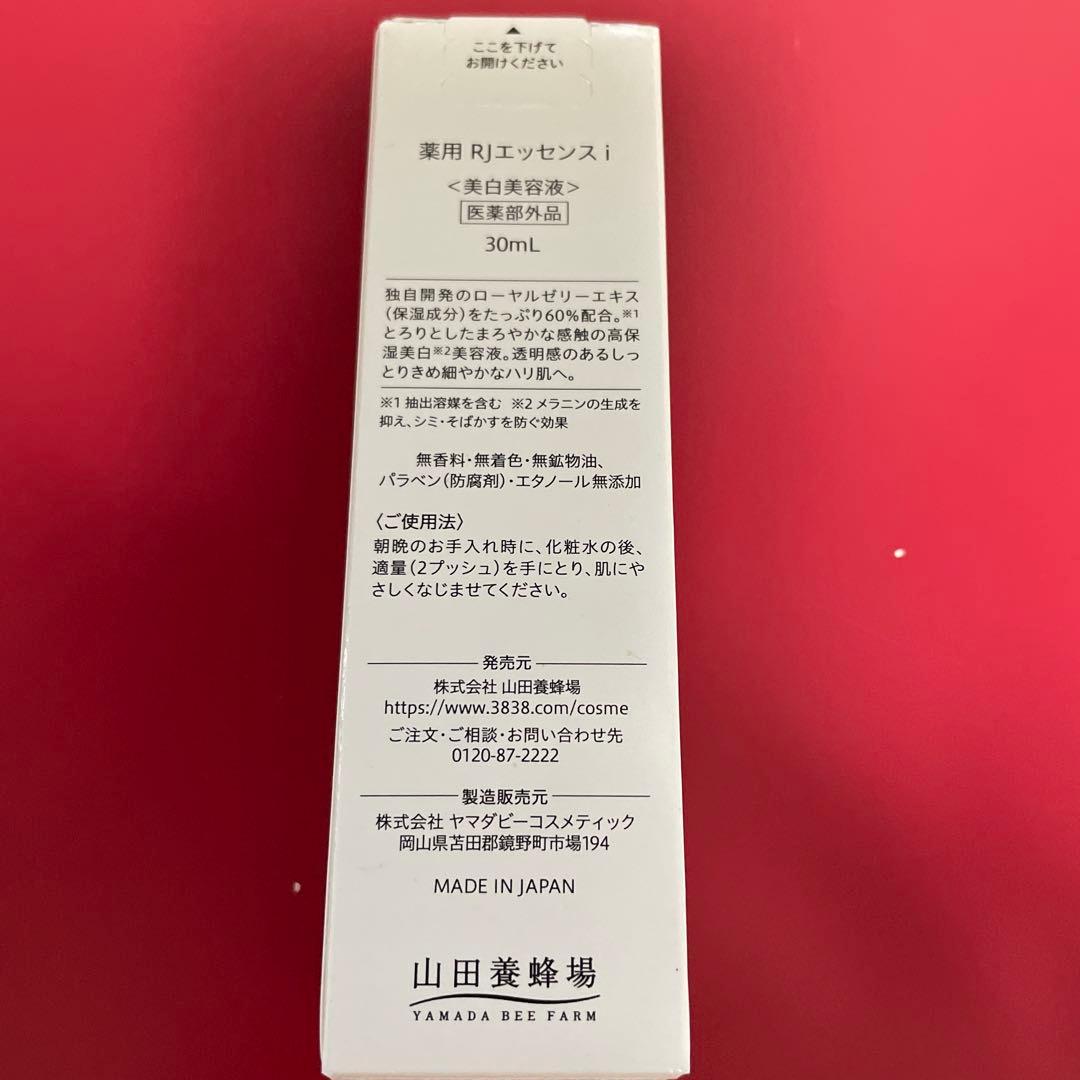 ▲
ここを下げて
お開けください
薬用 RJエッセンス i
<美白美容液>
医薬部外品
30mL
独自開発のローヤルゼリーエキス
(保湿成分)をたっぷり60%配合。※1
とろりとしたまろやかな感触の高保
湿美白※2美容液。透明感のあるしっ
とりきめ細やかなハリ肌へ。
※1 抽出溶媒を含む ※2 メラニンの生成を
抑え、シミ・そばかすを防ぐ効果
無香料・無着色・無鉱物油、
パラベン(防腐剤)・エタノール無添加
〈ご使用法〉
朝晩のお手入れ時に、化粧水の後、
適量(2プッシュ)を手にとり、肌にや
さしくなじませてください。
発売元
株式会社 山田養蜂場
https://www.3838.com/cosme
ご注文・ご相談・お問い合わせ先
0120-87-2222
製造販売元
株式会社 ヤマダビーコスメティック
岡山県苫田郡鏡野町市場194
MADE IN JAPAN
山田養蜂場
YAMADA BEE FARM